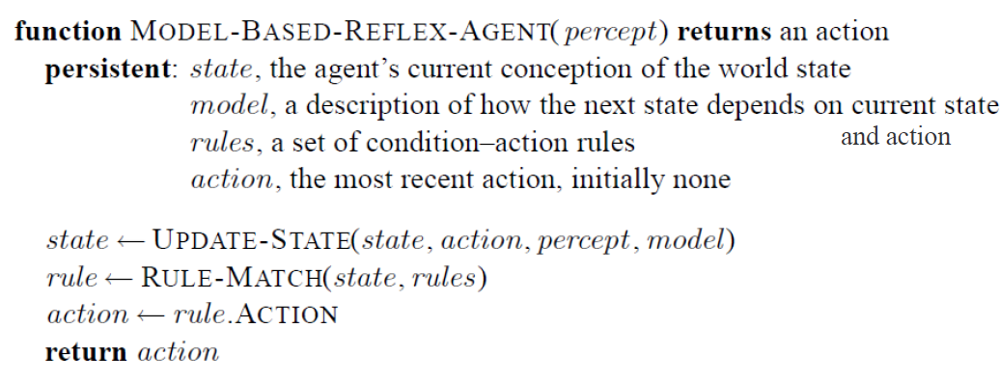 function MODEL-BASED-REFLEX-AGENT(percept) returns an action
persistent: state, the agent's current conception of the world state
model, a description of how the next state depends on current state
and action
rules, a set of condition–action rules
action, the most recent action, initially none
state ← UPDATE-STATE(state, action, percept, model)
rule ← RULE-MATCH(state, rules)
action ← rule.ACTION
return action